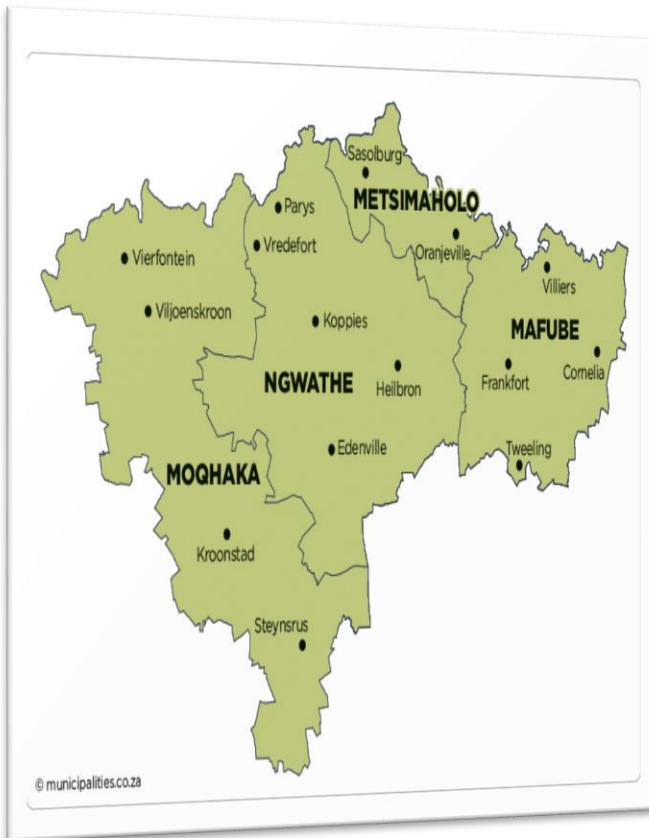 Sasolburg
METSIMAHOLO
Parys
Vredefort
Oranjeville
Vierfontein
Villiers
Viljoenskroon
Koppies
MAFUBE
NGWATHE
Heilbron
Frankfort
Cornelia
Edenville
Tweeling
MOQHAKA
Kroonstad
Steynsrus
© municipalities.co.za